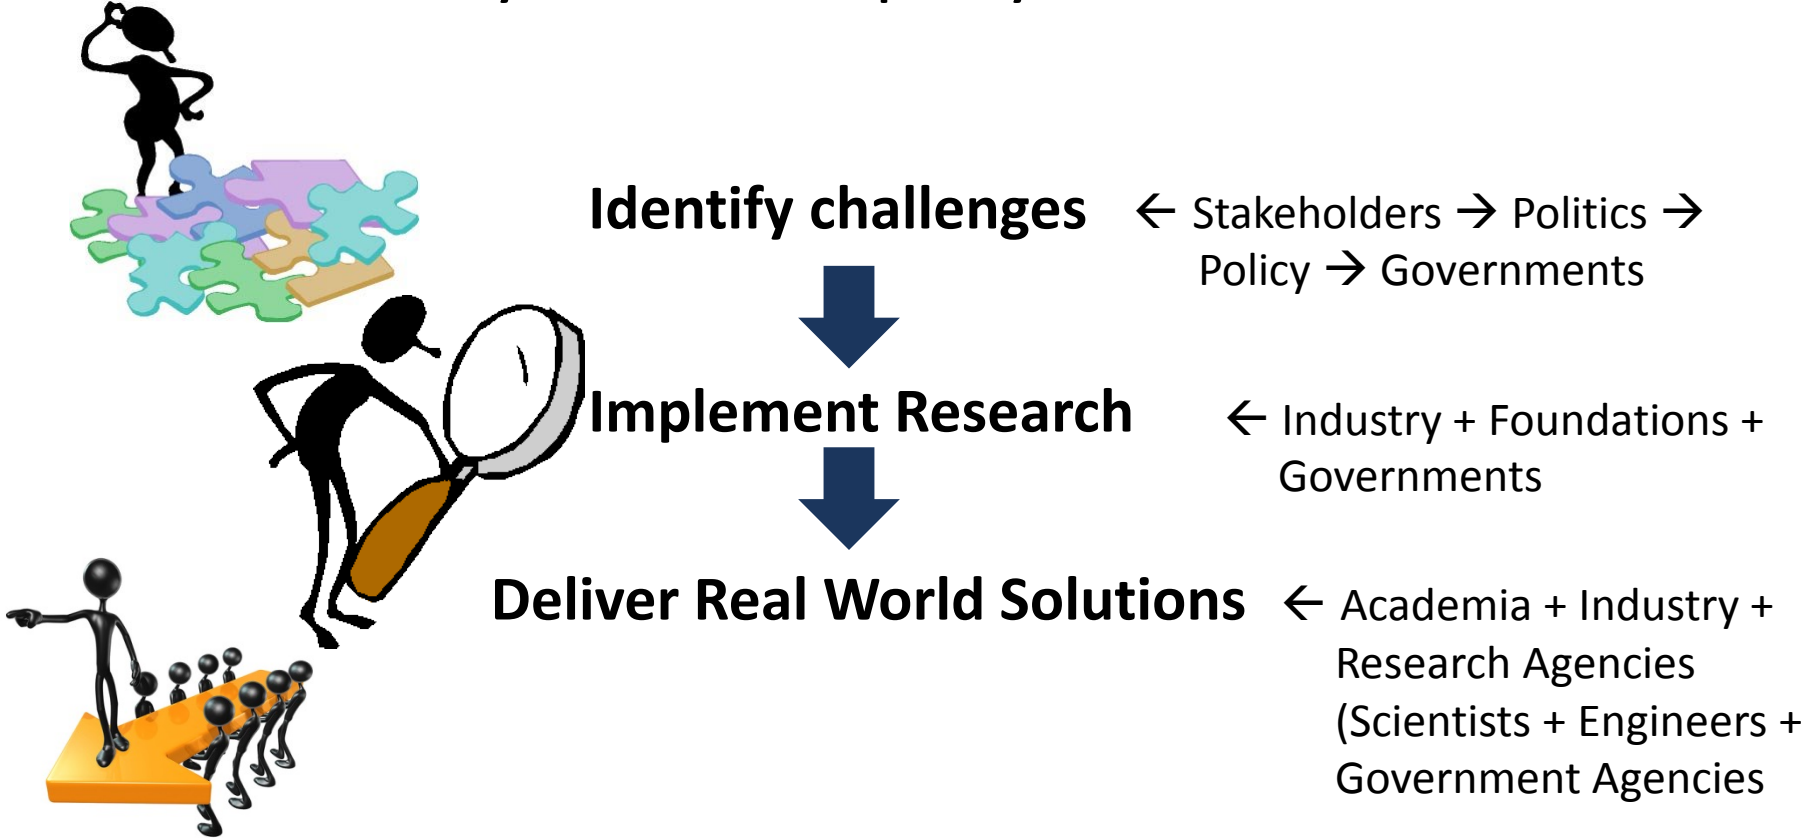 Identify challenges ← Stakeholders → Politics →
Policy → Governments
Implement Research ← Industry + Foundations +
Governments
Deliver Real World Solutions ← Academia + Industry +
Research Agencies
(Scientists + Engineers +
Government Agencies